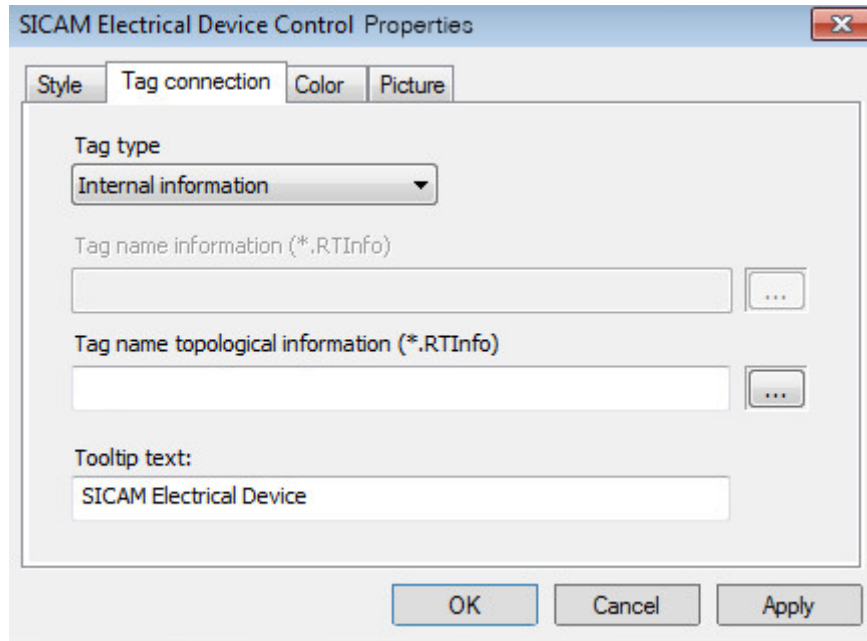 SICAM Electrical Device Control Properties
Style Tag connection Color Picture
Tag type
Internal information
Tag name information (*.RTInfo)
...
Tag name topological information (*.RTInfo)
...
Tooltip text:
SICAM Electrical Device
OK Cancel Apply